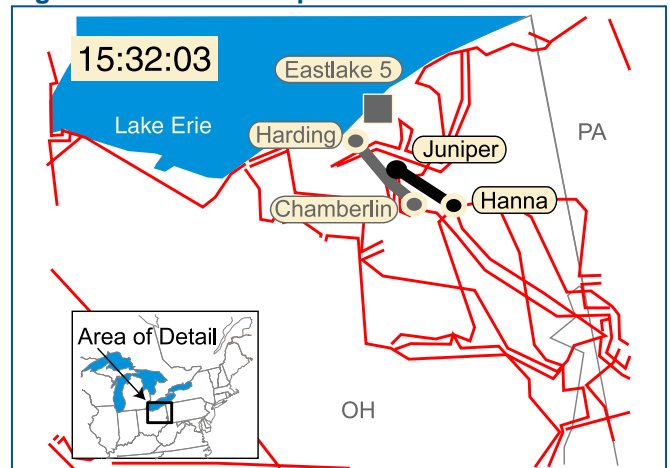 15:32:03
Eastlake 5
Lake Erie
Harding
Juniper
PA
Chamberlin
Hanna
Area of Detail
OH